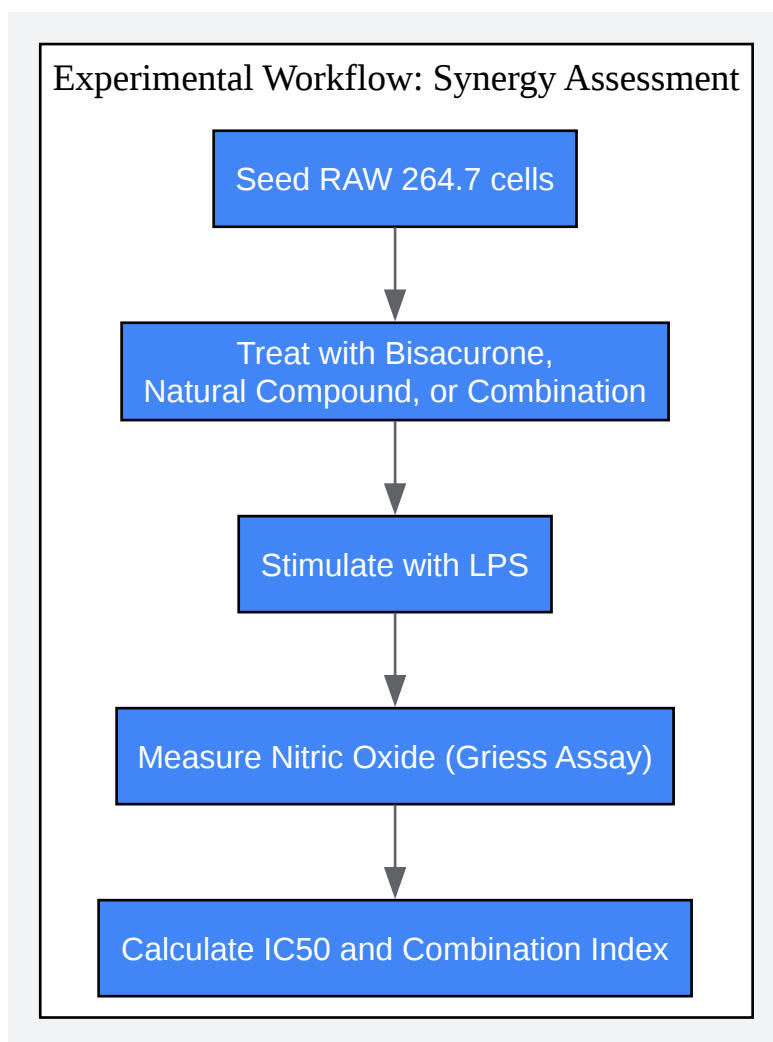 Experimental Workflow: Synergy Assessment
Seed RAW 264.7 cells
Treat with Bisacurone,
Natural Compound, or Combination
Stimulate with LPS
Measure Nitric Oxide (Griess Assay)
Calculate IC50 and Combination Index